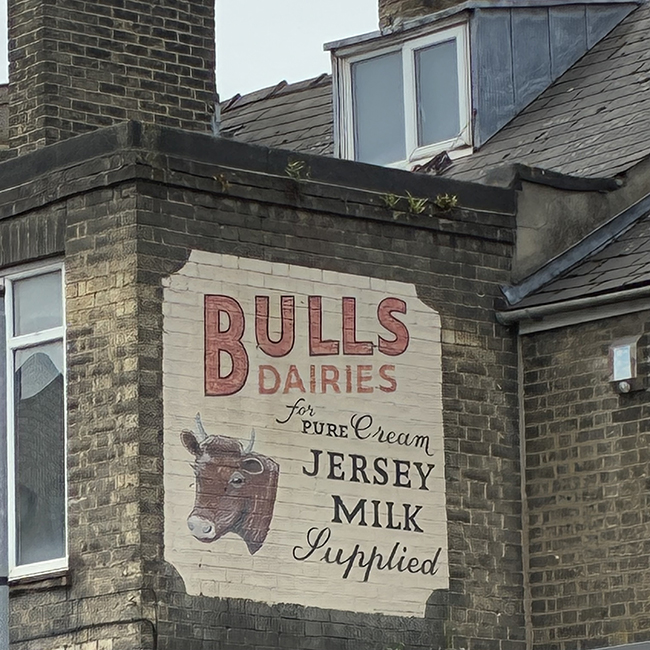 BULLS
DAIRIES
for
PURE Cream
JERSEY
MILK
Supplied